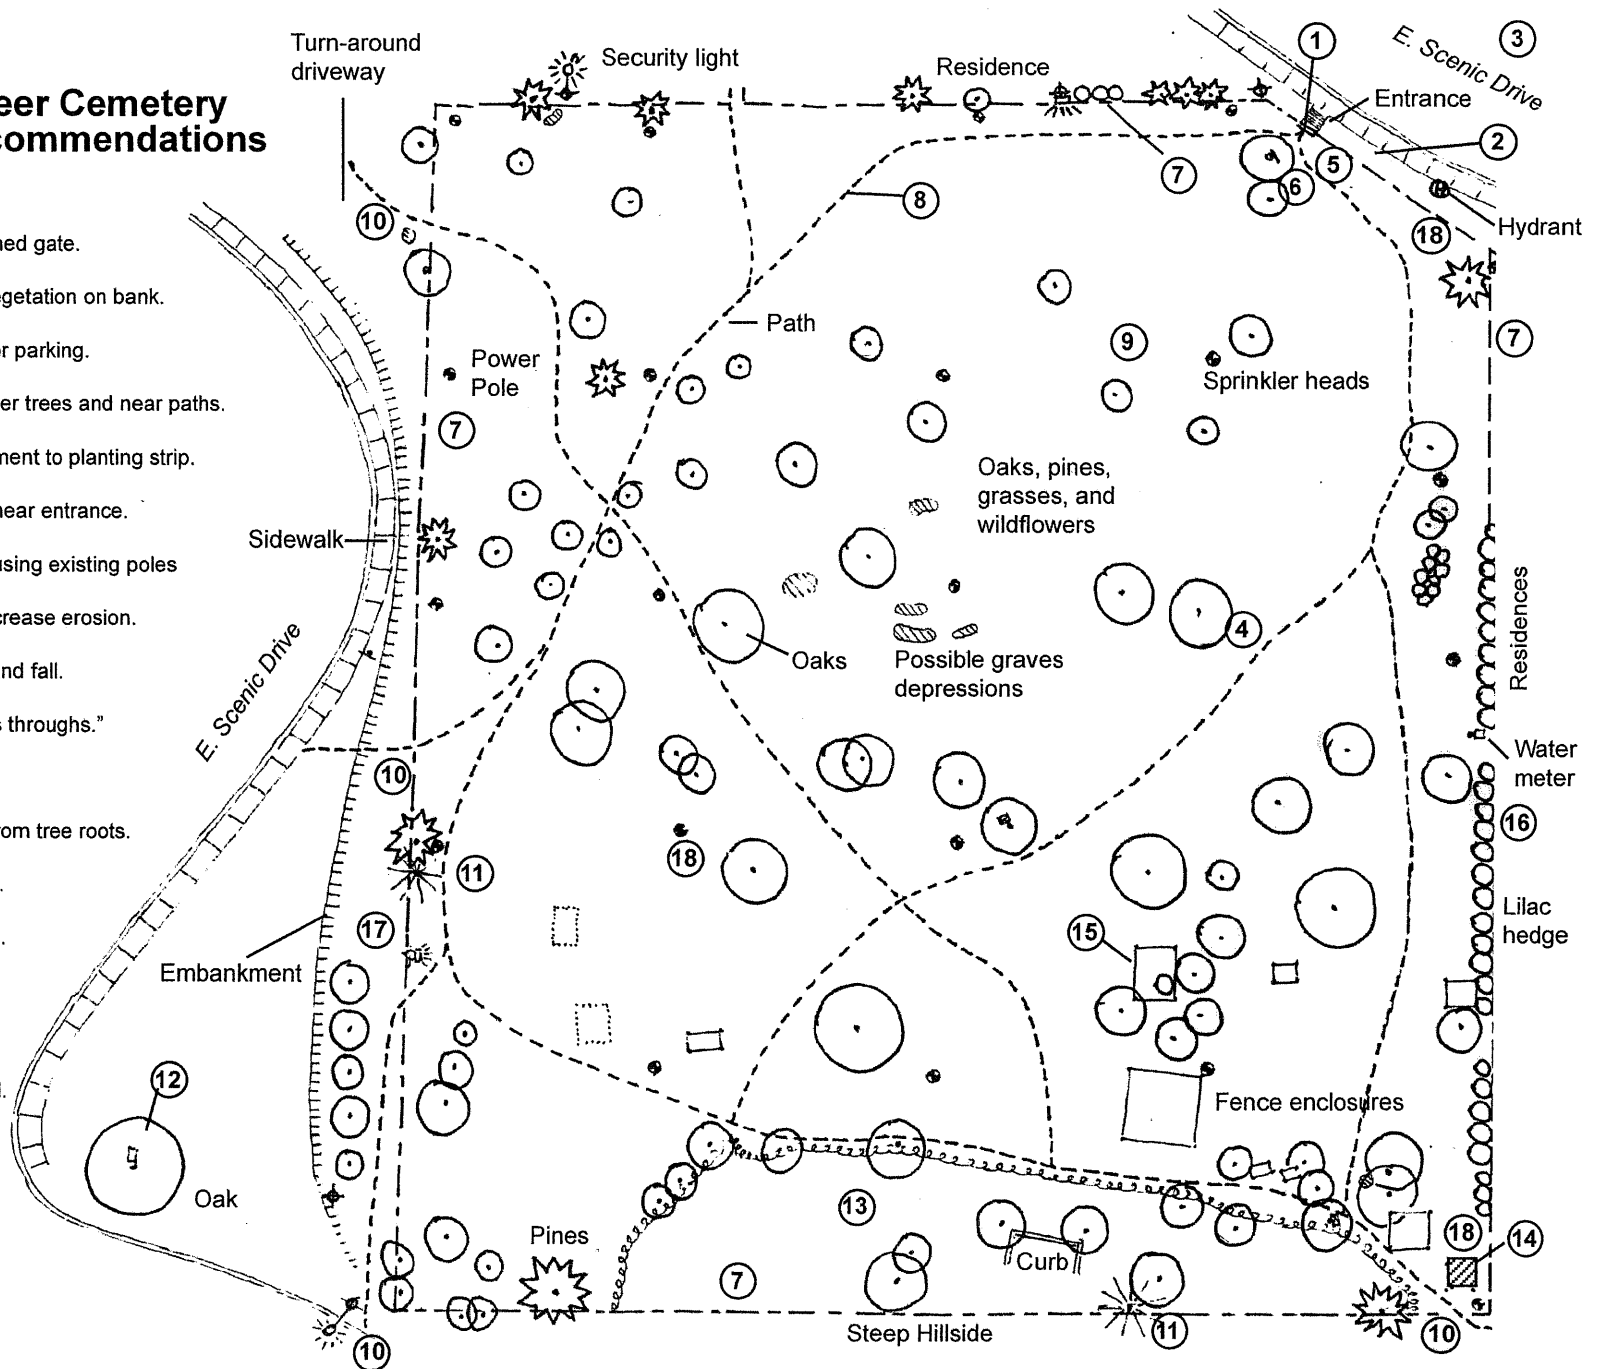 eer Cemetery
commendations
ned gate.
egetation on bank.
r parking.
er trees and near paths.
ment to planting strip.
near entrance.
using existing poles
crease erosion.
nd fall.
s throughs.”
rom tree roots.
Turn-around
driveway
Security light
Residence
1
3
E. Scenic Drive
Entrance
2
7
5
6
8
10
18
Hydrant
Path
9
7
Power
Pole
Sprinkler heads
7
Oaks, pines,
grasses, and
wildflowers
Sidewalk
Residences
4
Oaks
Possible graves
depressions
E. Scenic Drive
10
Water
meter
16
18
11
17
15
Lilac
hedge
Embankment
12
Fence enclosures
Oak
13
Pines
Curb
18
14
7
Steep Hillside
11
10
10